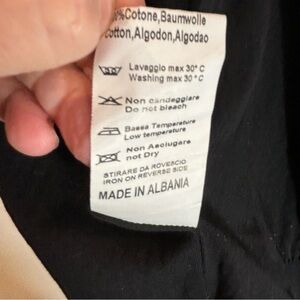 %Cotone,Baumwolle
Cotton,Algodon,Algodao
Lavaggio max 30° C
Washing max 30° C
Non candeggiare
Do not bleach
Bassa Temperature
Low temperature
Non Asciugare
not Dry
STIRARE DA ROVESCIO
IRON ON REVERSE SIDE
MADE IN ALBANIA